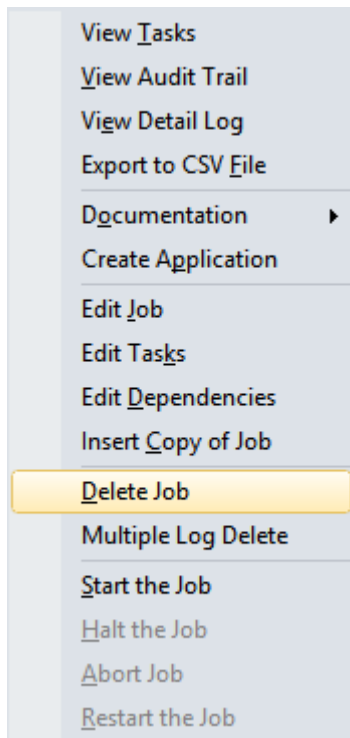 View Tasks
View Audit Trail
View Detail Log
Export to CSV File
Documentation
Create Application
Edit Job
Edit Tasks
Edit Dependencies
Insert Copy of Job
Delete Job
Multiple Log Delete
Start the Job
Halt the Job
Abort Job
Restart the Job